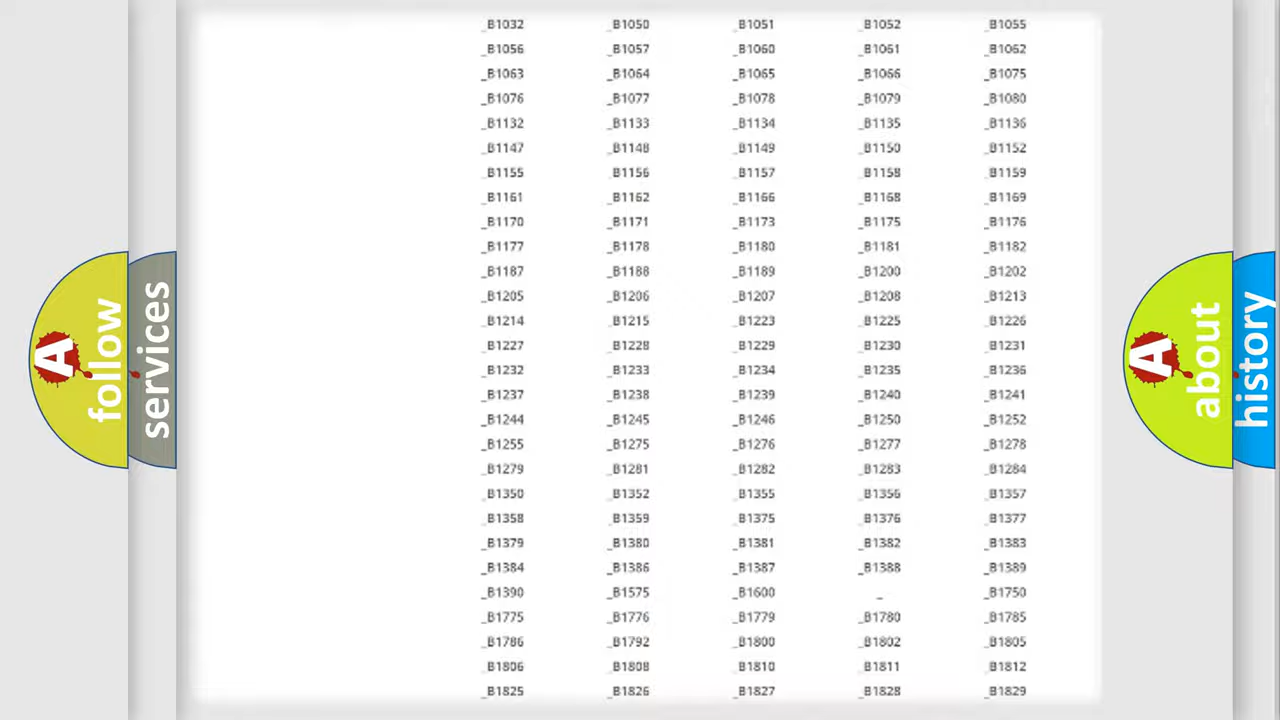 _B1032 _B1050 _B1051 _B1052 _B1055
_B1056 _B1057 _B1060 _B1061 _B1062
_B1063 _B1064 _B1065 _B1066 _B1075
_B1076 _B1077 _B1078 _B1079 _B1080
_B1132 _B1133 _B1134 _B1135 _B1136
_B1147 _B1148 _B1149 _B1150 _B1152
_B1155 _B1156 _B1157 _B1158 _B1159
_B1161 _B1162 _B1166 _B1168 _B1169
_B1170 _B1171 _B1173 _B1175 _B1176
_B1177 _B1178 _B1180 _B1181 _B1182
_B1187 _B1188 _B1189 _B1200 _B1202
_B1205 _B1206 _B1207 _B1208 _B1213
_B1214 _B1215 _B1223 _B1225 _B1226
_B1227 _B1228 _B1229 _B1230 _B1231
_B1232 _B1233 _B1234 _B1235 _B1236
_B1237 _B1238 _B1239 _B1240 _B1241
_B1244 _B1245 _B1246 _B1250 _B1252
_B1255 _B1275 _B1276 _B1277 _B1278
_B1279 _B1281 _B1282 _B1283 _B1284
_B1350 _B1352 _B1355 _B1356 _B1357
_B1358 _B1359 _B1375 _B1376 _B1377
_B1379 _B1380 _B1381 _B1382 _B1383
_B1384 _B1386 _B1387 _B1388 _B1389
_B1390 _B1575 _B1600 _ _B1750
_B1775 _B1776 _B1779 _B1780 _B1785
_B1786 _B1792 _B1800 _B1802 _B1805
_B1806 _B1808 _B1810 _B1811 _B1812
_B1825 _B1826 _B1827 _B1828 _B1829
A
follow
services
A
about
history